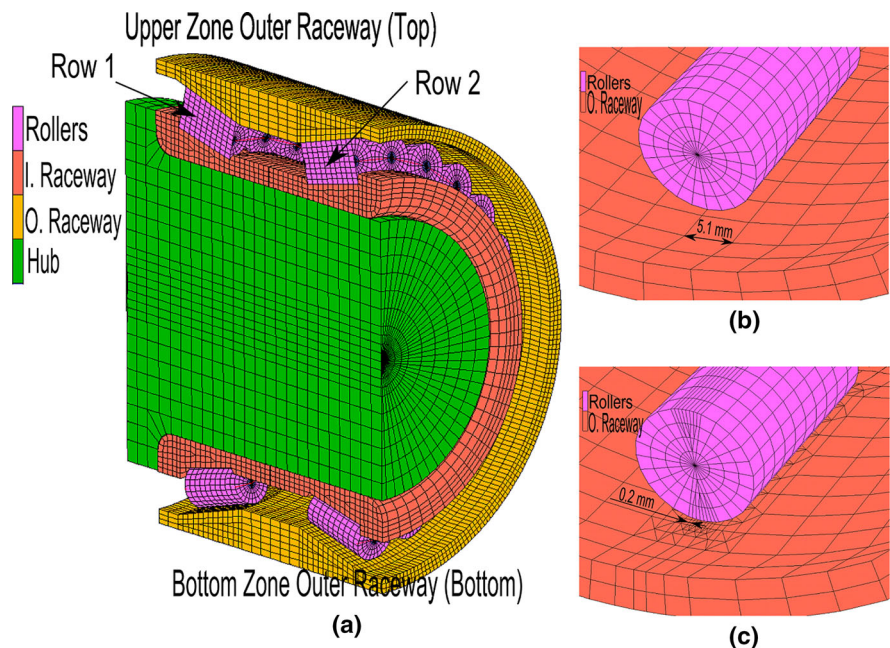 Upper Zone Outer Raceway (Top)
Row 1
Row 2
Rollers
I. Raceway
O. Raceway
Hub
Bottom Zone Outer Raceway (Bottom)
(a)
Rollers
O. Raceway
5.1 mm
(b)
Rollers
O. Raceway
0.2 mm
(c)